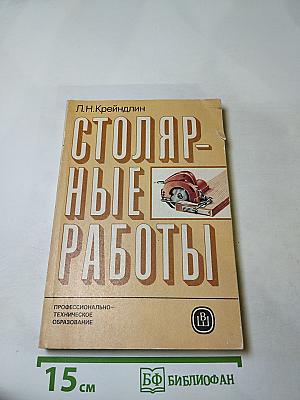 Л.Н.Крейндлин
СТОЛЯР-
НЫЕ
РАБОТЫ
ПРОФЕССИОНАЛЬНО-
ТЕХНИЧЕСКОЕ
ОБРАЗОВАНИЕ
15 см
БФ БИБЛИОФАН